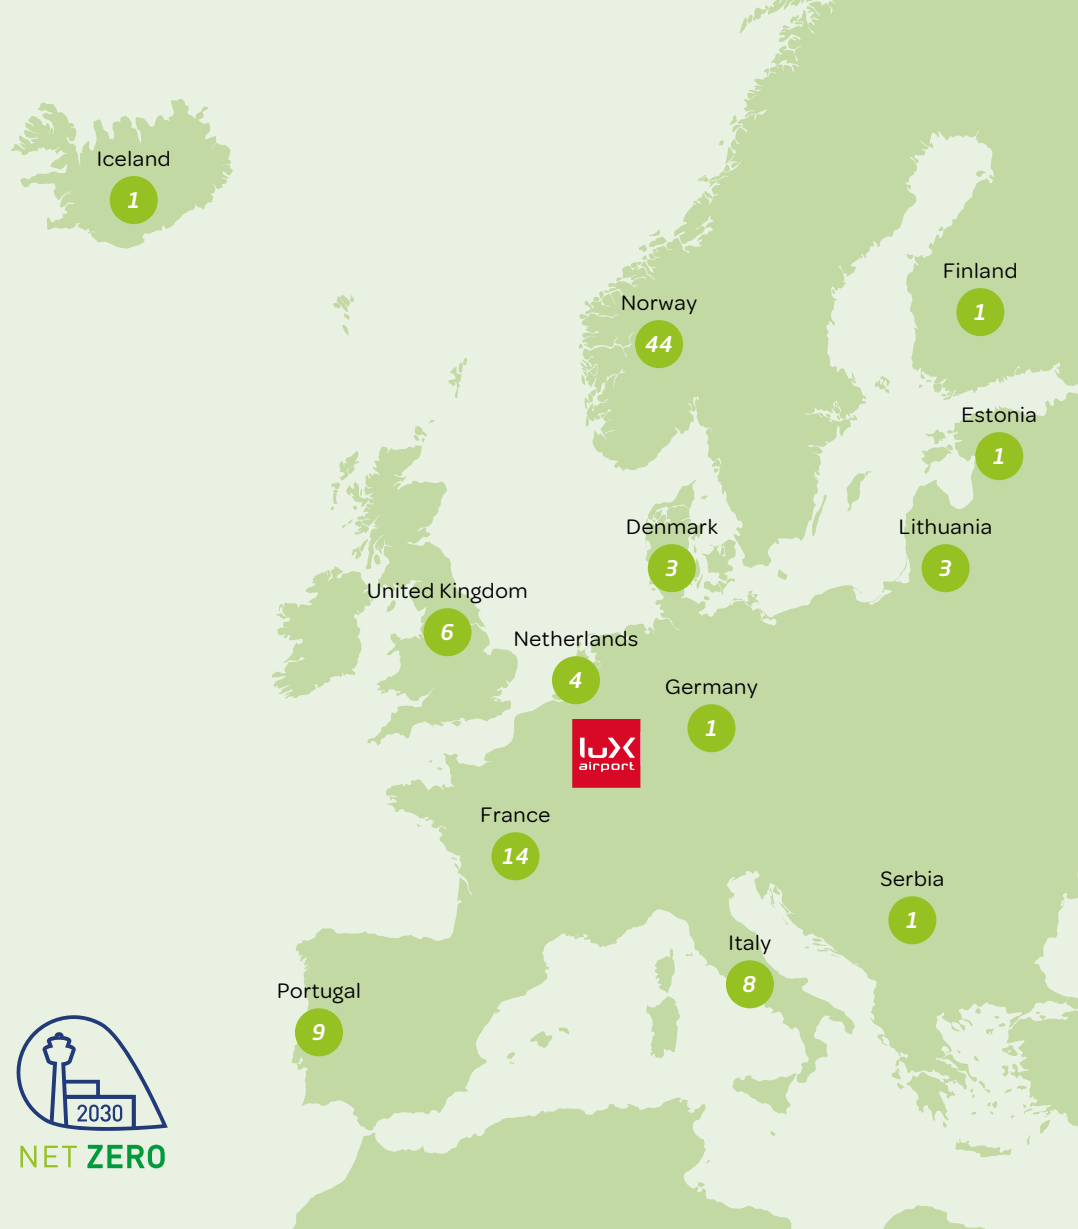 Iceland
1
Finland
1
Norway
44
Estonia
1
Denmark
3
Lithuania
3
United Kingdom
6
Netherlands
4
Germany
1
lux
airport
France
14
Serbia
1
Italy
8
Portugal
9
2030
NET ZERO